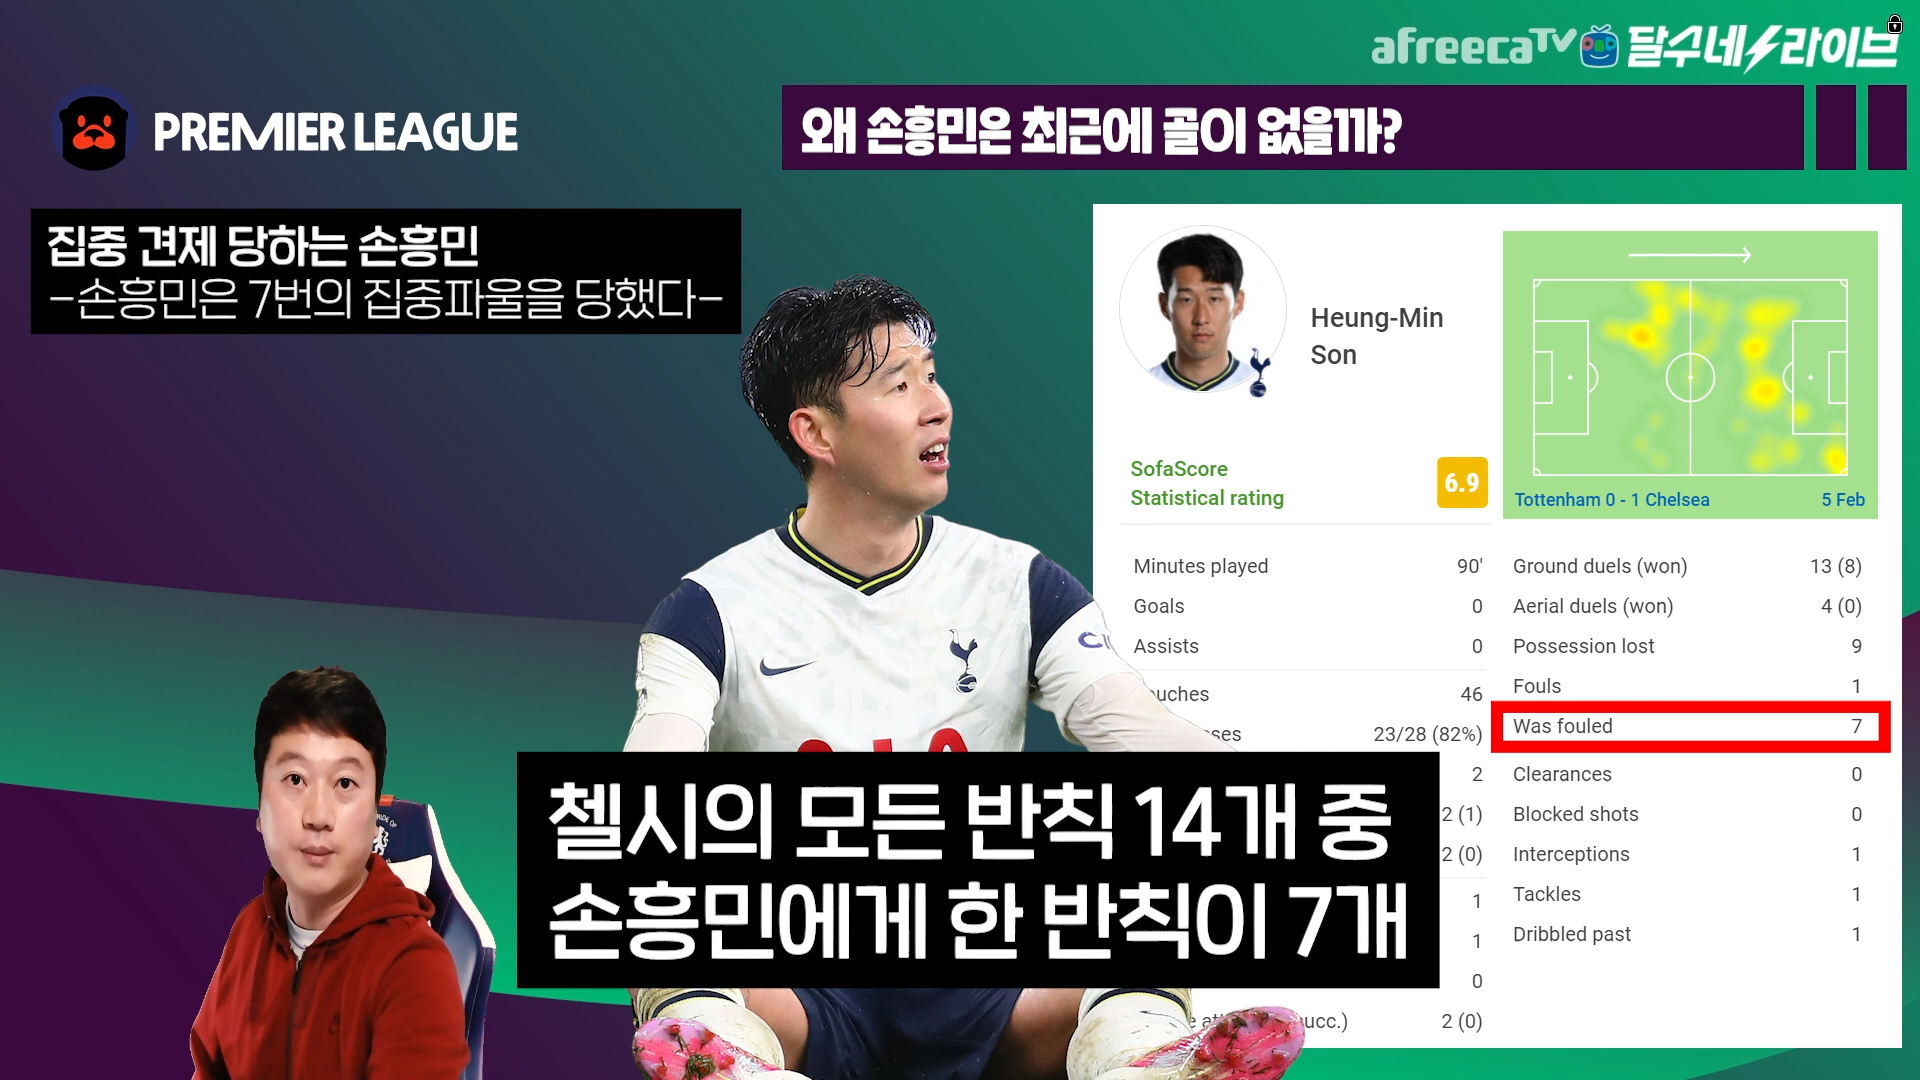 afreecaTV 달수네라이브
PREMIER LEAGUE
왜 손흥민은 최근에 골이 없을까?
집중 견제 당하는 손흥민
-손흥민은 7번의 집중파울을 당했다-
Heung-Min
Son
SofaScore
Statistical rating
6.9
Tottenham 0 - 1 Chelsea 5 Feb
Minutes played 90'
Goals 0
Assists 0
ouches 46
ses 23/28 (82%)
2
2 (1)
2 (0)
1
1
0
e at ucc.) 2 (0)
Ground duels (won) 13 (8)
Aerial duels (won) 4 (0)
Possession lost 9
Fouls 1
Was fouled 7
Clearances 0
Blocked shots 0
Interceptions 1
Tackles 1
Dribbled past 1
첼시의 모든 반칙 14개 중
손흥민에게 한 반칙이 7개